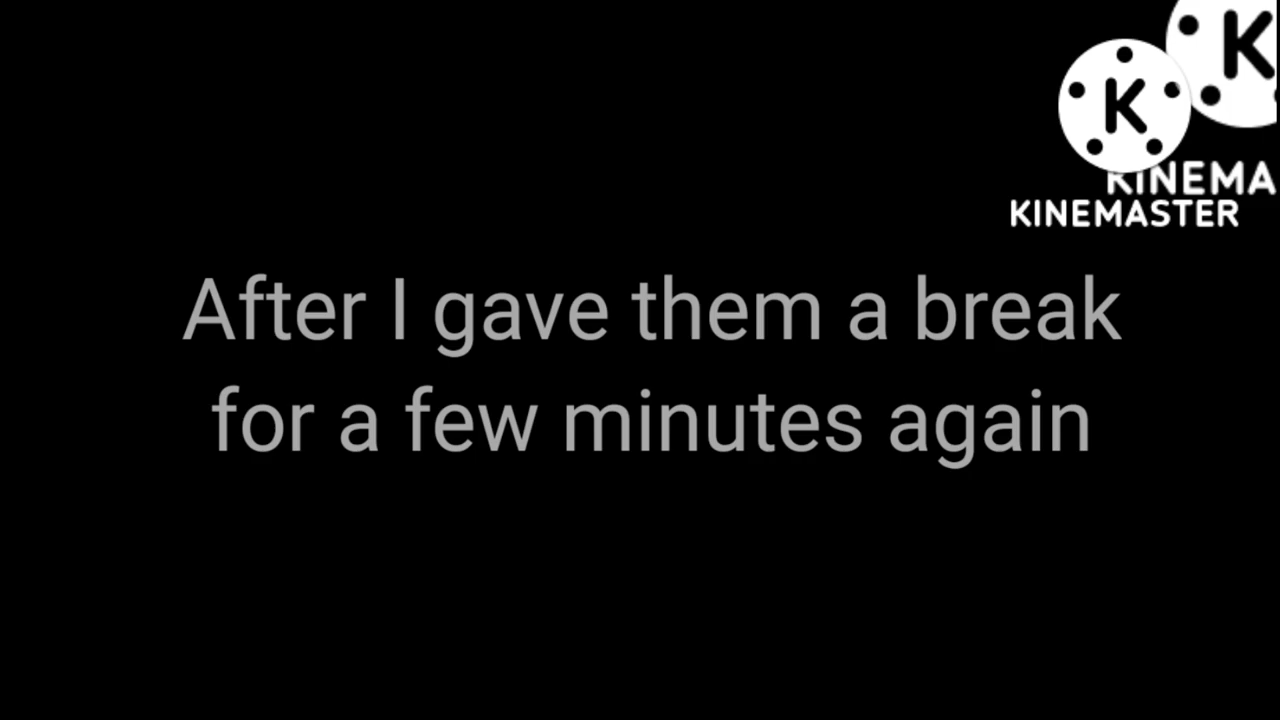 K
K
KINEMA
KINEMASTER
After I gave them a break
for a few minutes again